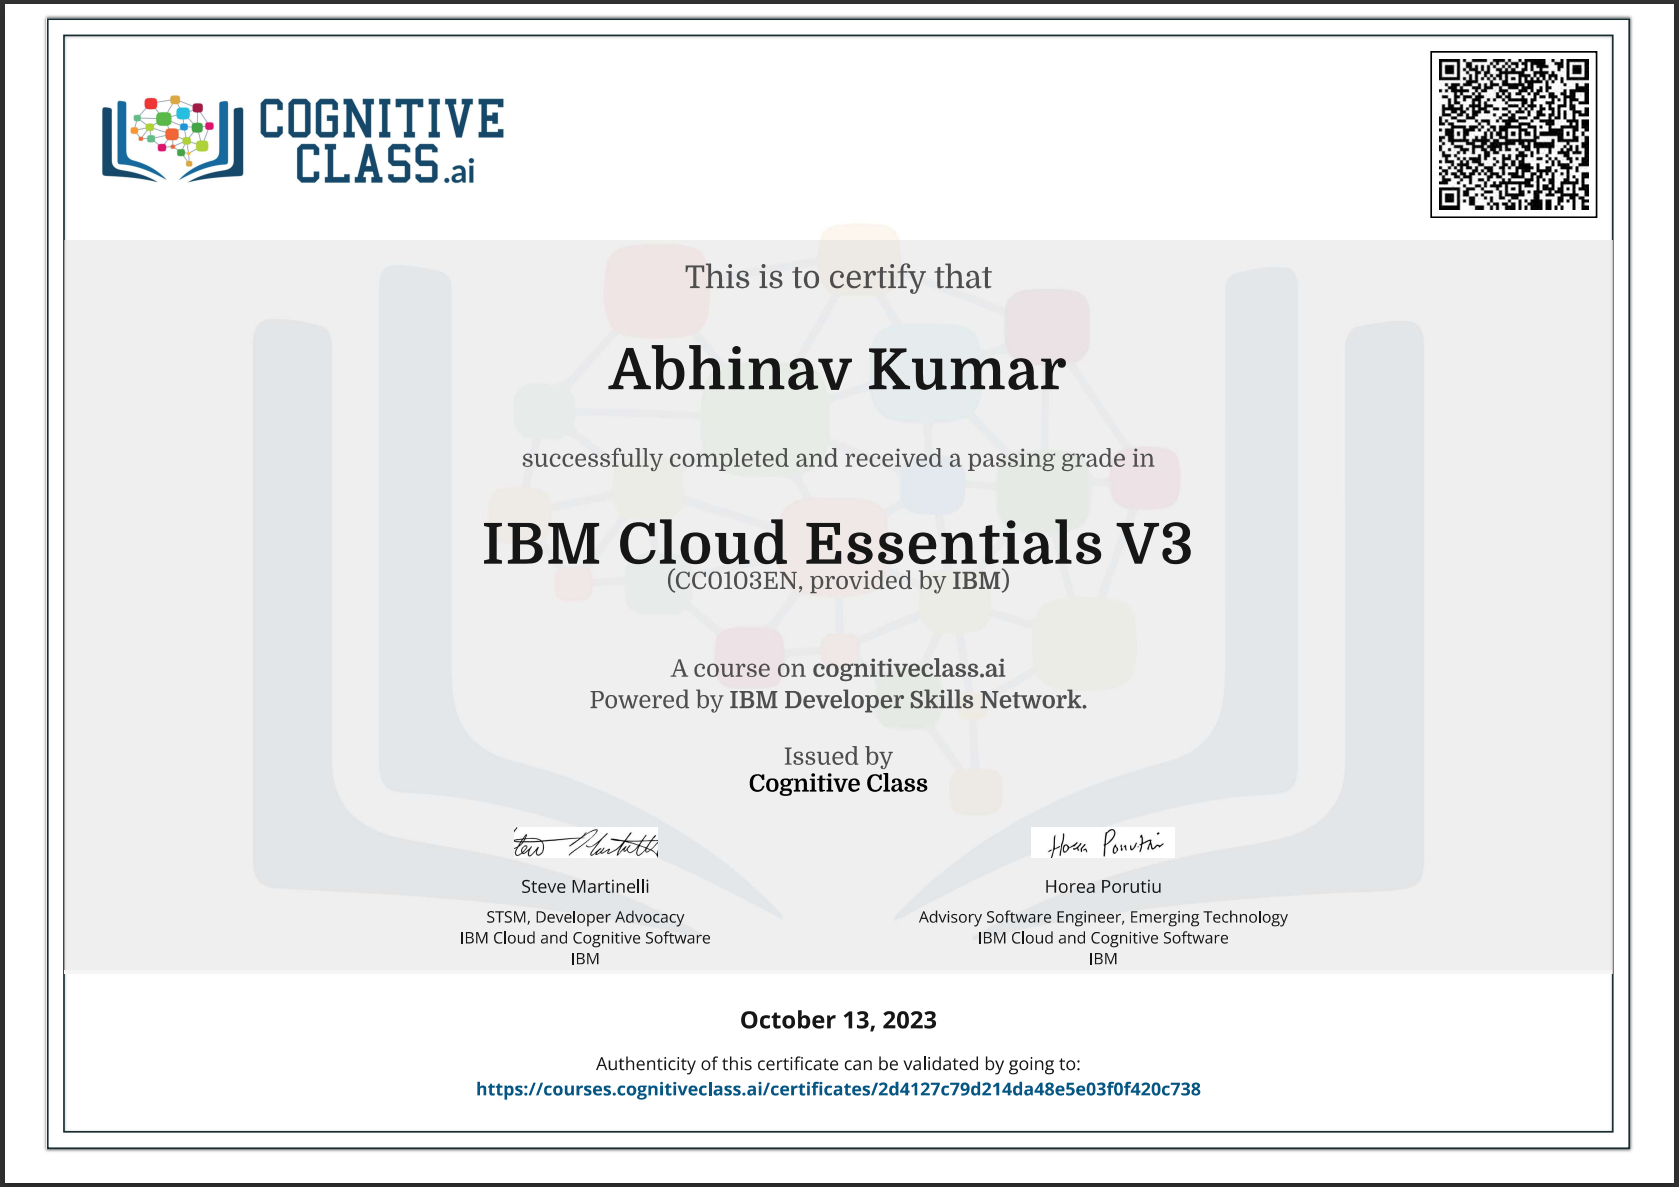 COGNITIVE
CLASS.ai
This is to certify that
Abhinav Kumar
successfully completed and received a passing grade in
IBM Cloud Essentials V3
(CC0103EN, provided by IBM)
A course on cognitiveclass.ai
Powered by IBM Developer Skills Network.
Issued by
Cognitive Class
Steve Martinelli
STSM, Developer Advocacy
IBM Cloud and Cognitive Software
IBM
Horea Porutiu
Horea Porutiu
Advisory Software Engineer, Emerging Technology
IBM Cloud and Cognitive Software
IBM
October 13, 2023
Authenticity of this certificate can be validated by going to:
https://courses.cognitiveclass.ai/certificates/2d4127c79d214da48e5e03f0f420c738